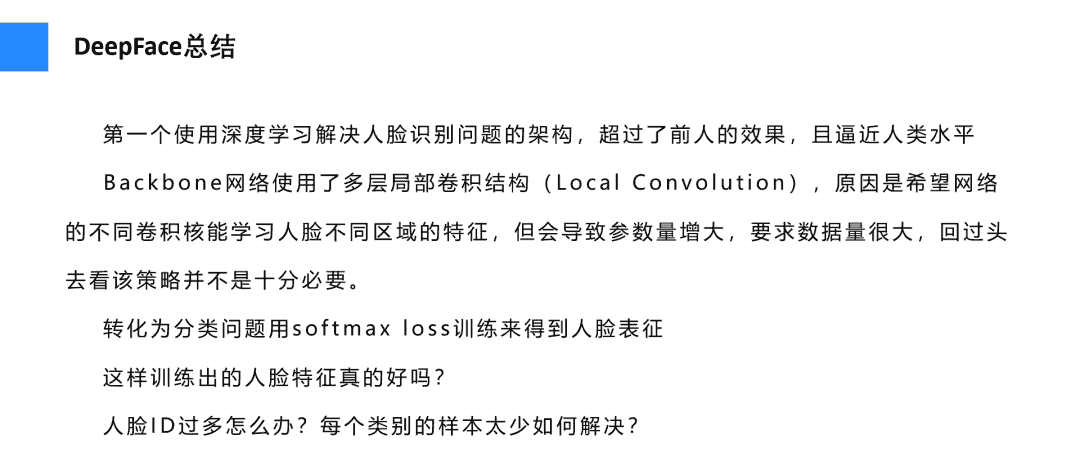 DeepFace总结
第一个使用深度学习解决人脸识别问题的架构，超过了前人的效果，且逼近人类水平
Backbone网络使用了多层局部卷积结构（Local Convolution），原因是希望网络
的不同卷积核能学习人脸不同区域的特征，但会导致参数量增大，要求数据量很大，回过头
去看该策略并不是十分必要。
转化为分类问题用softmax loss训练来得到人脸表征
这样训练出的人脸特征真的好吗？
人脸ID过多怎么办？每个类别的样本太少如何解决？